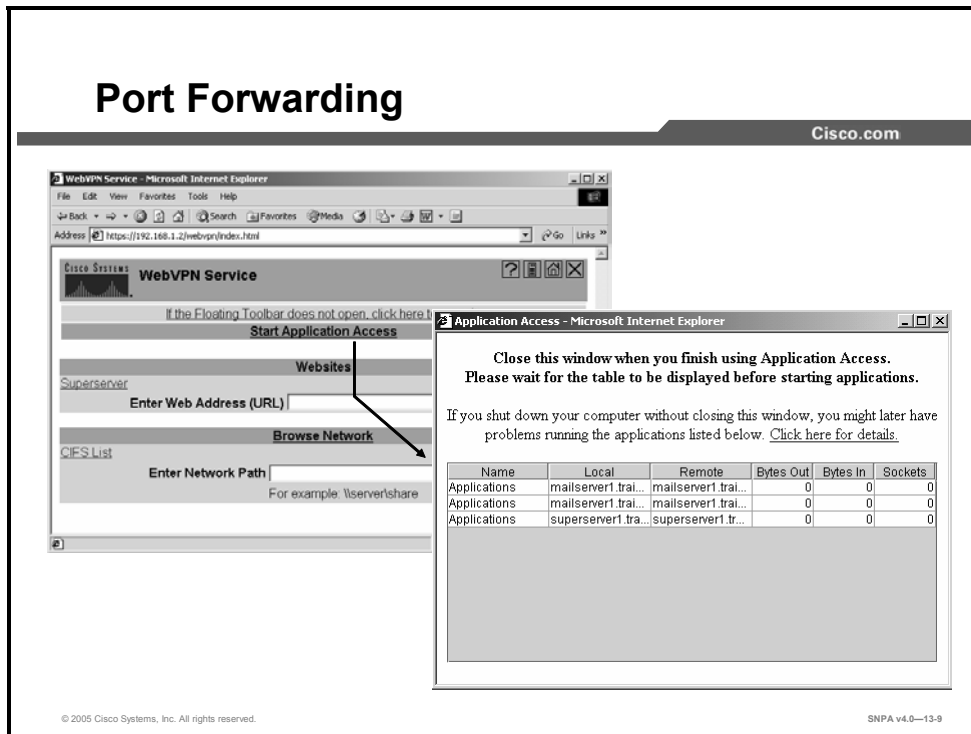 Port Forwarding
Cisco.com
WebVPN Service - Microsoft Internet Explorer
File Edit View Favorites Tools Help
Back Search Favorites Media
Address https://192.168.1.2/webvpn/index.html Go Links »
CISCO SYSTEMS
WebVPN Service
If the Floating Toolbar does not open, click here t
Start Application Access
Websites
Superserver
Enter Web Address (URL)
Browse Network
CIFS List
Enter Network Path
For example: \\server\share
Application Access - Microsoft Internet Explorer
Close this window when you finish using Application Access.
Please wait for the table to be displayed before starting applications.
If you shut down your computer without closing this window, you might later have
problems running the applications listed below. Click here for details.
Name Local Remote Bytes Out Bytes In Sockets
Applications mailserver1.trai... mailserver1.trai... 0 0 0
Applications mailserver1.trai... mailserver1.trai... 0 0 0
Applications superserver1.tra... superserver1.tr... 0 0 0
© 2005 Cisco Systems, Inc. All rights reserved.
SNPA v4.0—13-9